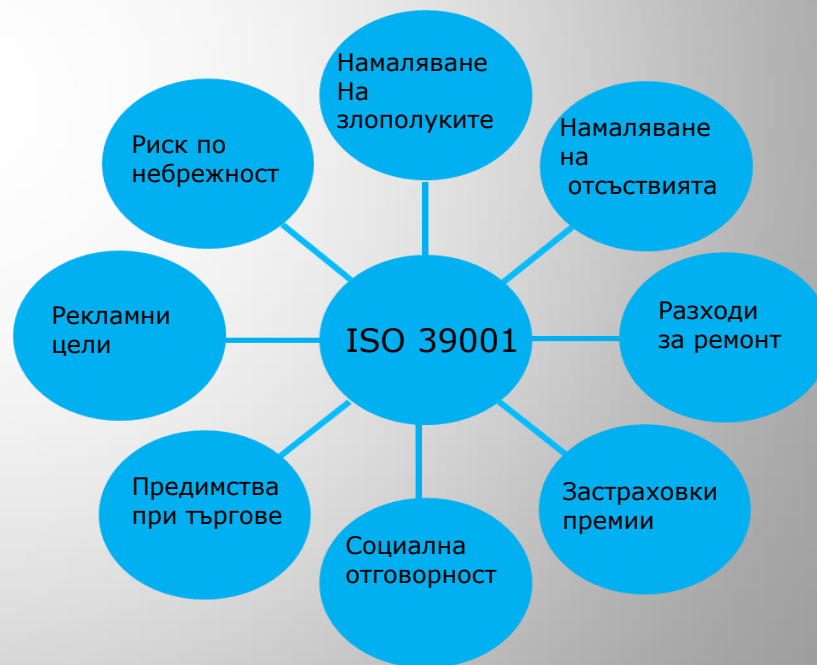 Намаляване
На
злополуките
Намаляване
на
отсъствията
Разходи
за ремонт
Застраховки
премии
Социална
отговорност
Предимства
при търгове
Рекламни
цели
Риск по
небрежност
ISO 39001